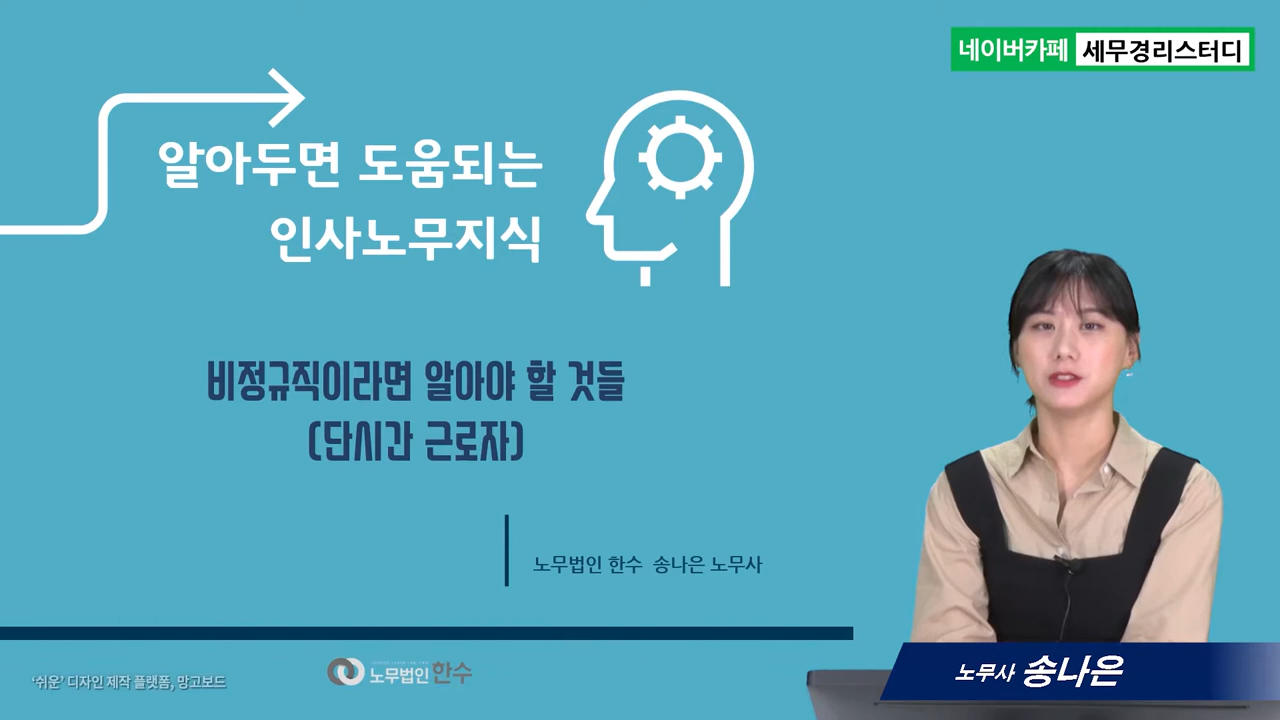 네이버카페 세무경리스터디
알아두면 도움되는
인사노무지식
비정규직이라면 알아야 할 것들
(단시간 근로자)
노무법인 한수 송나은 노무사
노무사 송나은
'쉬운' 디자인 제작 플랫폼, 망고보드
노무법인 한수